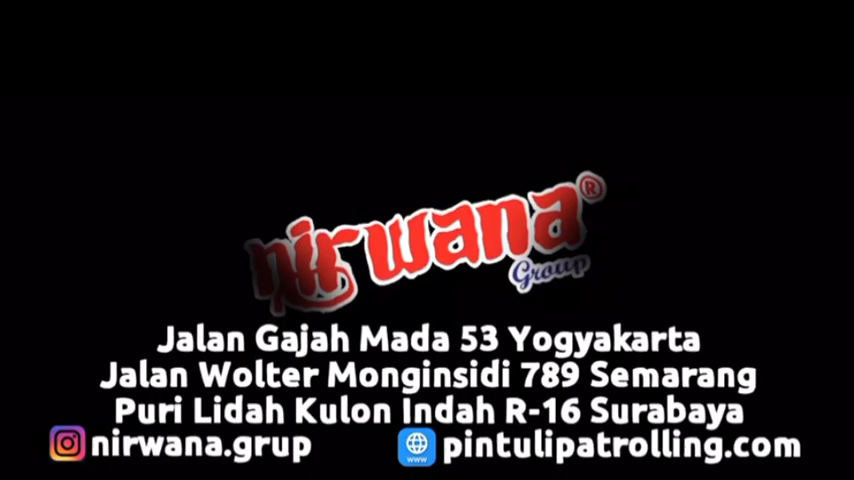 nirwana®
Group
Jalan Gajah Mada 53 Yogyakarta
Jalan Wolter Monginsidi 789 Semarang
Puri Lidah Kulon Indah R-16 Surabaya
nirwana.grup
www pintulipatrolling.com